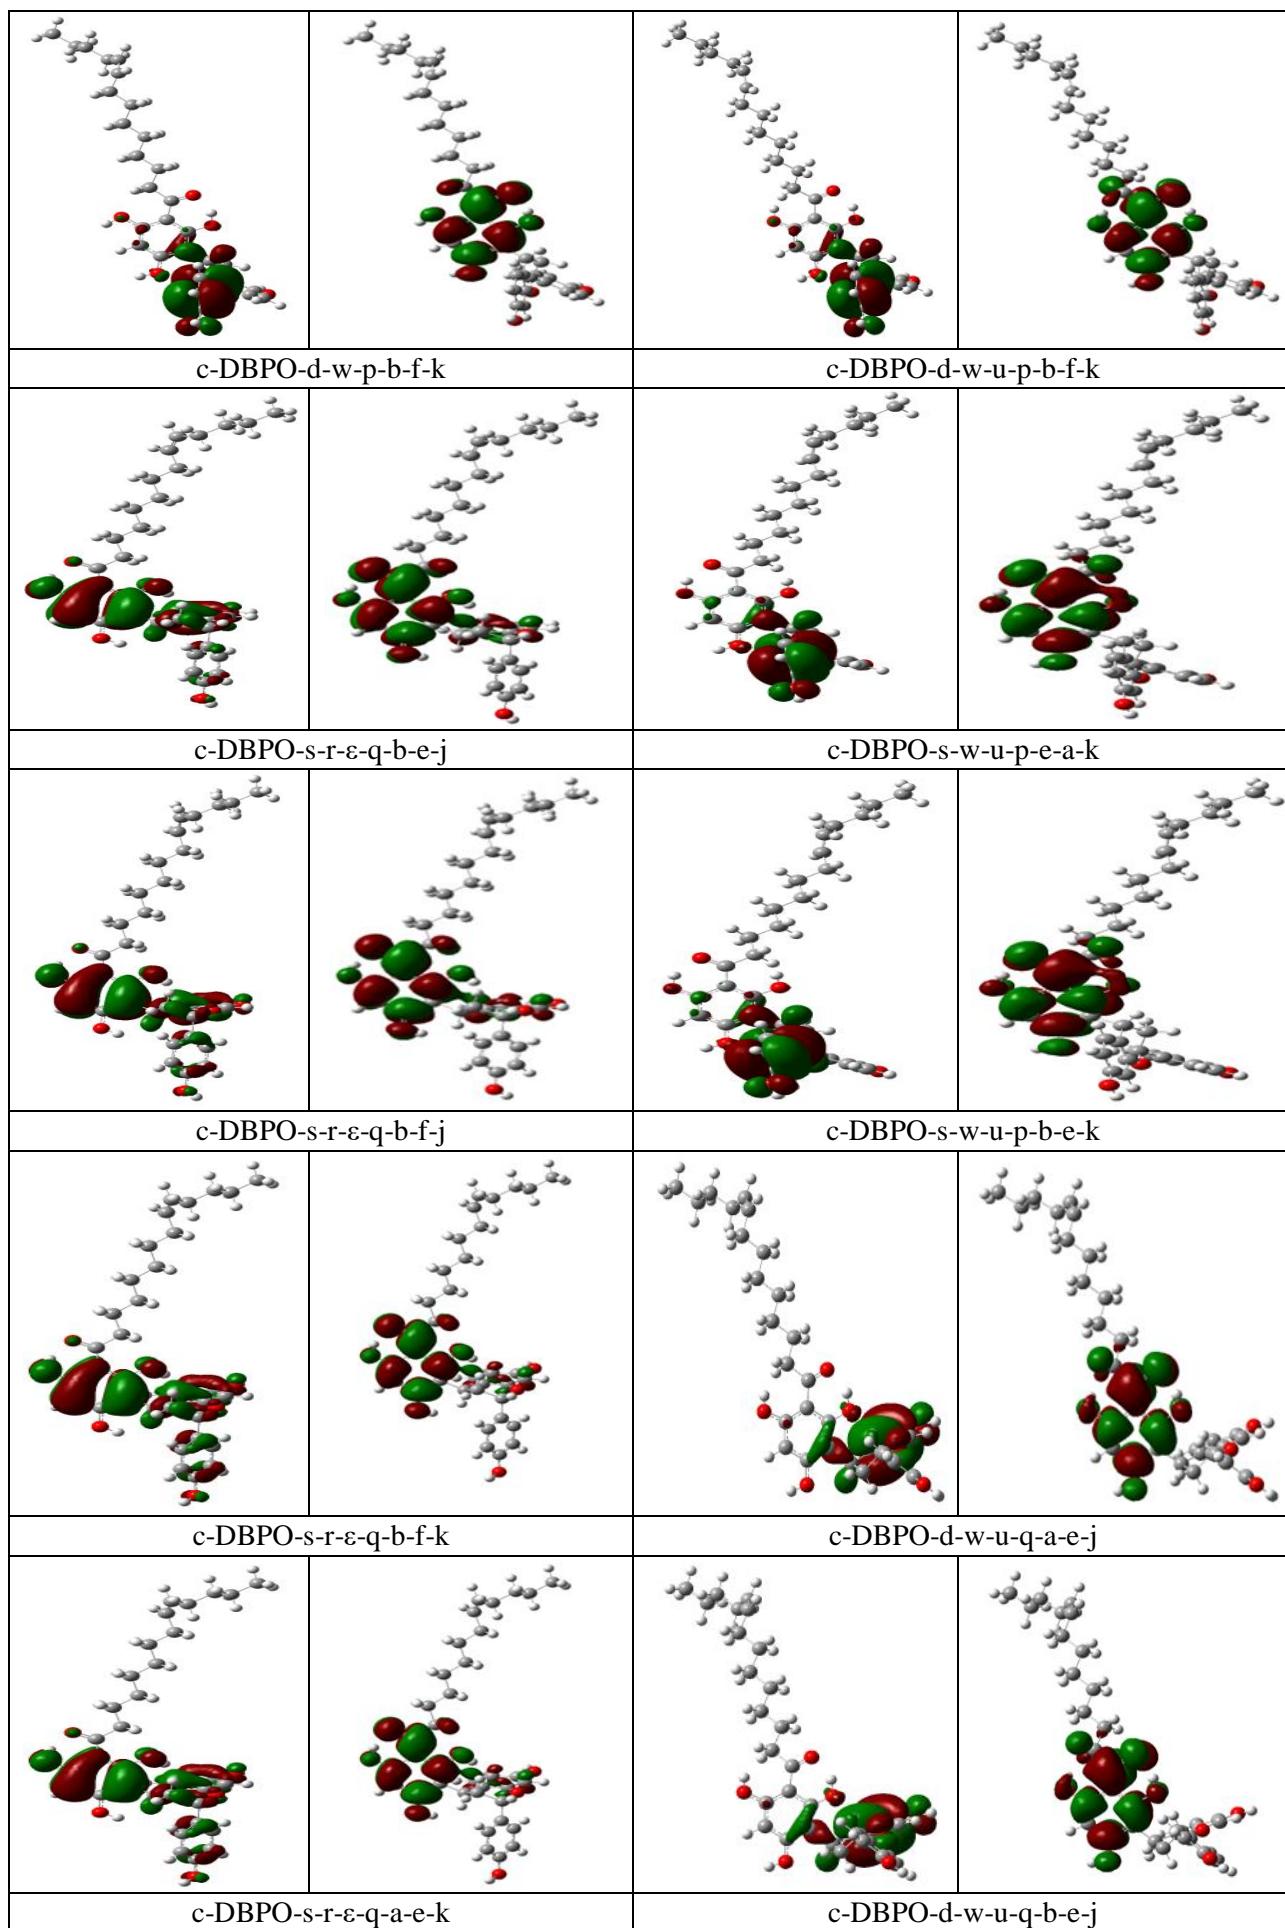 c-DBPO-d-w-p-b-f-k
c-DBPO-d-w-u-p-b-f-k
c-DBPO-s-r-ε-q-b-e-j
c-DBPO-s-w-u-p-e-a-k
c-DBPO-s-r-ε-q-b-f-j
c-DBPO-s-w-u-p-b-e-k
c-DBPO-s-r-ε-q-b-f-k
c-DBPO-d-w-u-q-a-e-j
c-DBPO-s-r-ε-q-a-e-k
c-DBPO-d-w-u-q-b-e-j